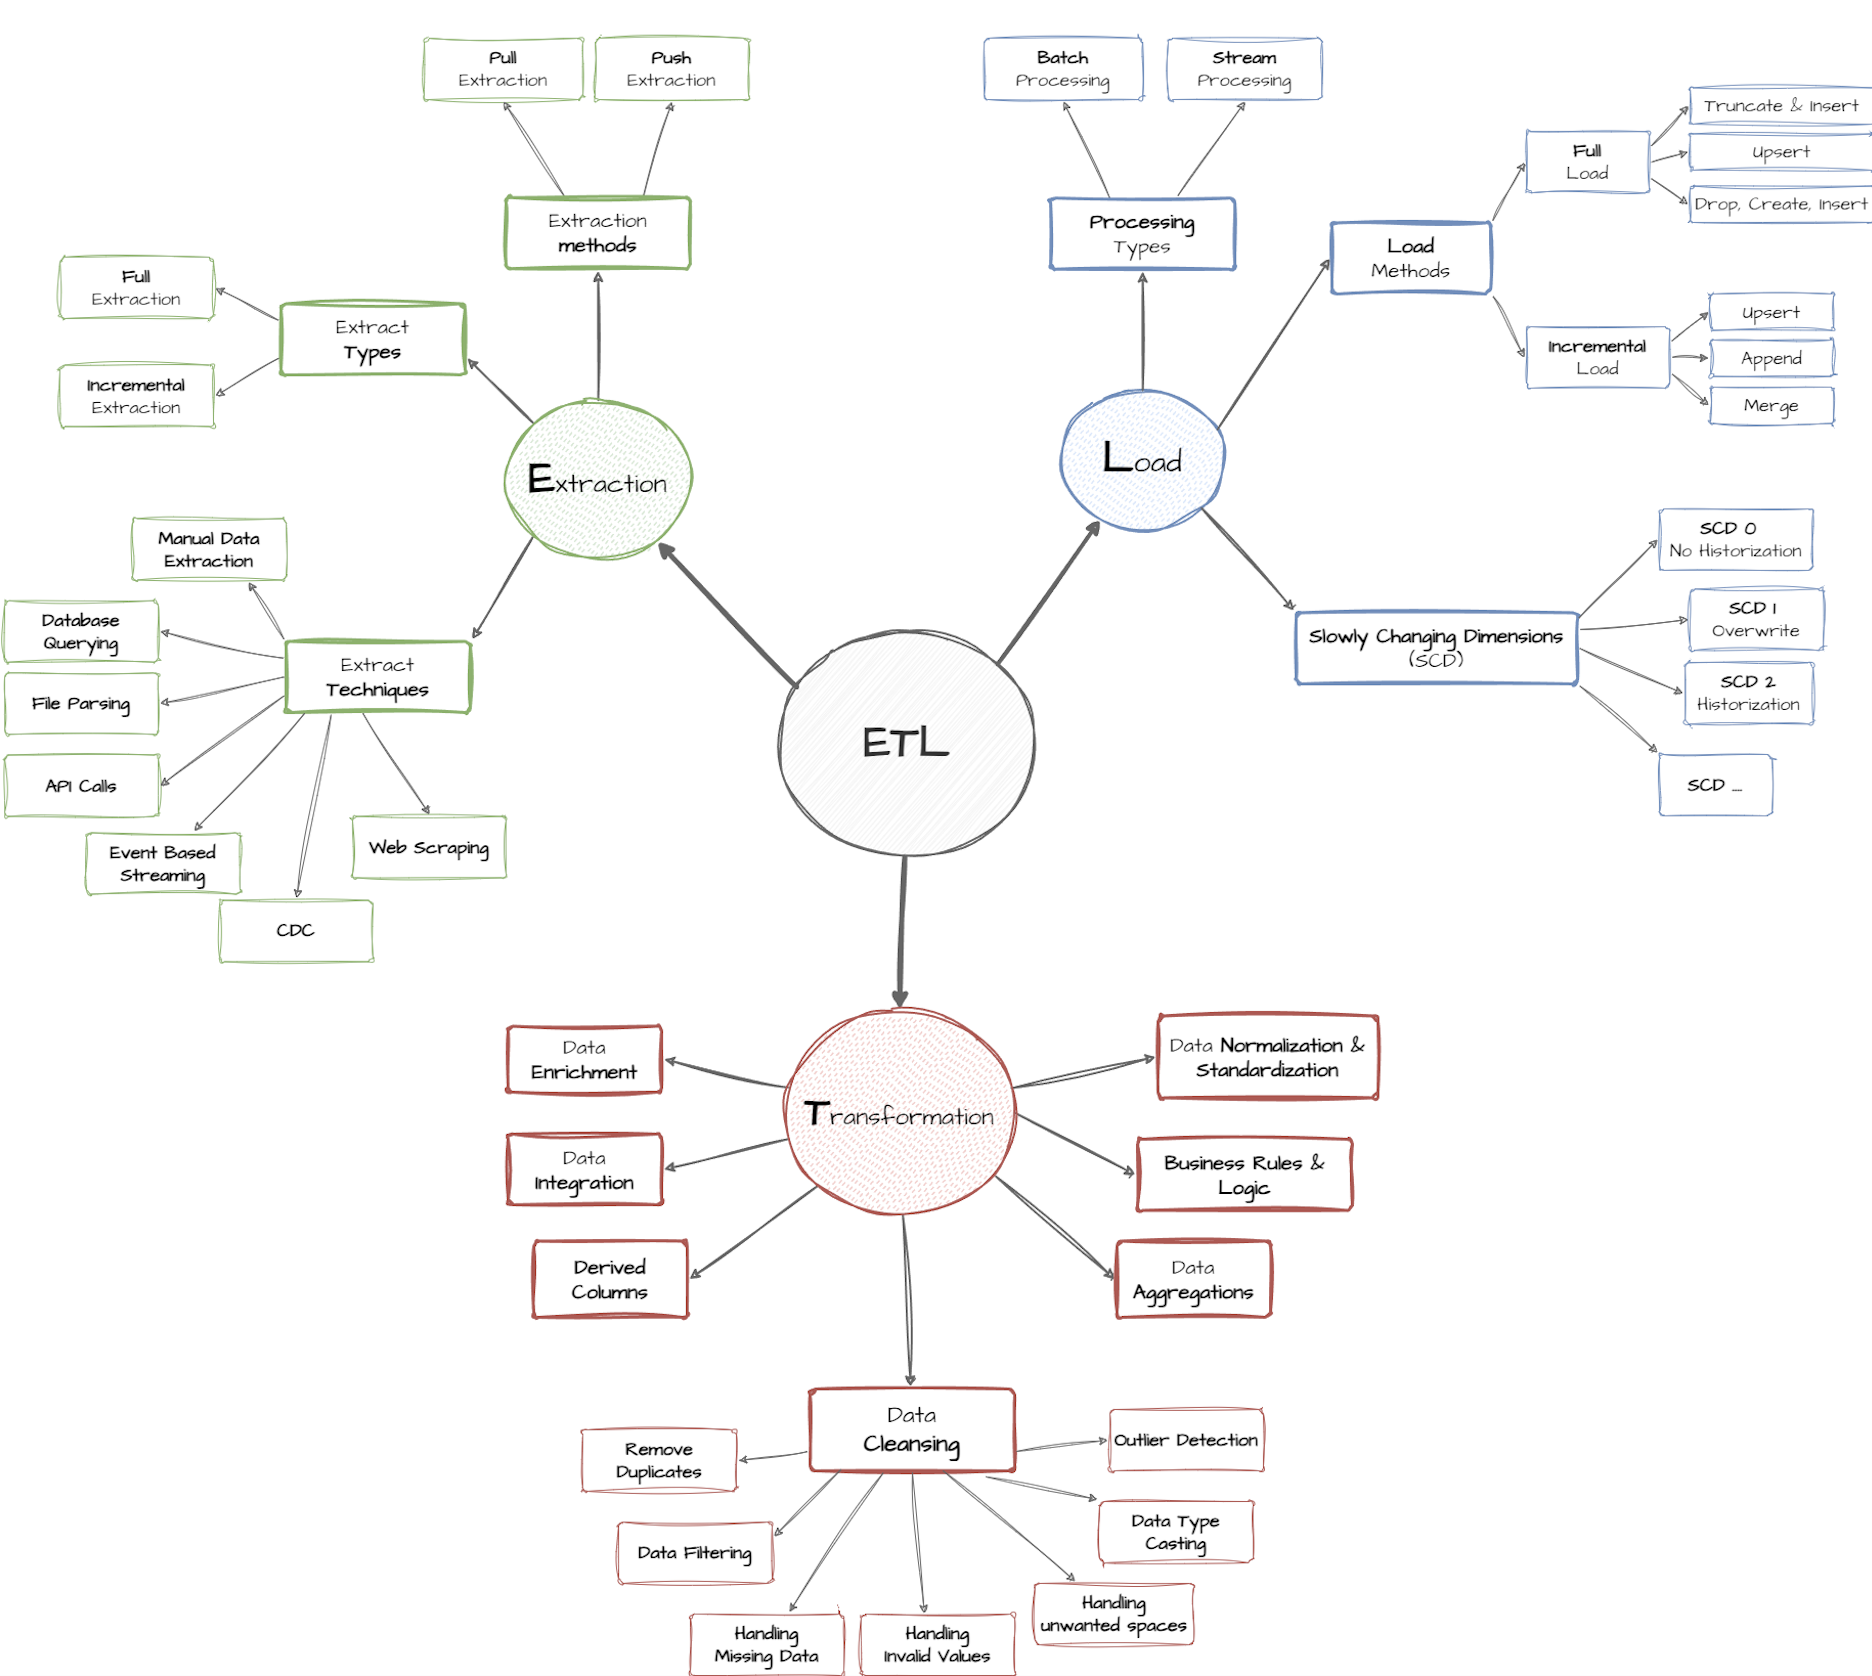 Pull
Extraction
Push
Extraction
Extraction
methods
Full
Extraction
Extract
Types
Incremental
Extraction
Extraction
Manual Data
Extraction
Database
Querying
Extract
Techniques
File Parsing
API Calls
Event Based
Streaming
Web Scraping
CDC
Batch
Processing
Stream
Processing
Processing
Types
Load
Methods
Full
Load
Truncate & Insert
Upsert
Drop, Create, Insert
Incremental
Load
Upsert
Append
Merge
Load
Slowly Changing Dimensions
(SCD)
SCD 0
No Historization
SCD 1
Overwrite
SCD 2
Historization
SCD ...
ETL
Transformation
Data
Enrichment
Data
Integration
Derived
Columns
Data Normalization &
Standardization
Business Rules &
Logic
Data
Aggregations
Data
Cleansing
Remove
Duplicates
Data Filtering
Handling
Missing Data
Handling
Invalid Values
Handling
unwanted spaces
Data Type
Casting
Outlier Detection